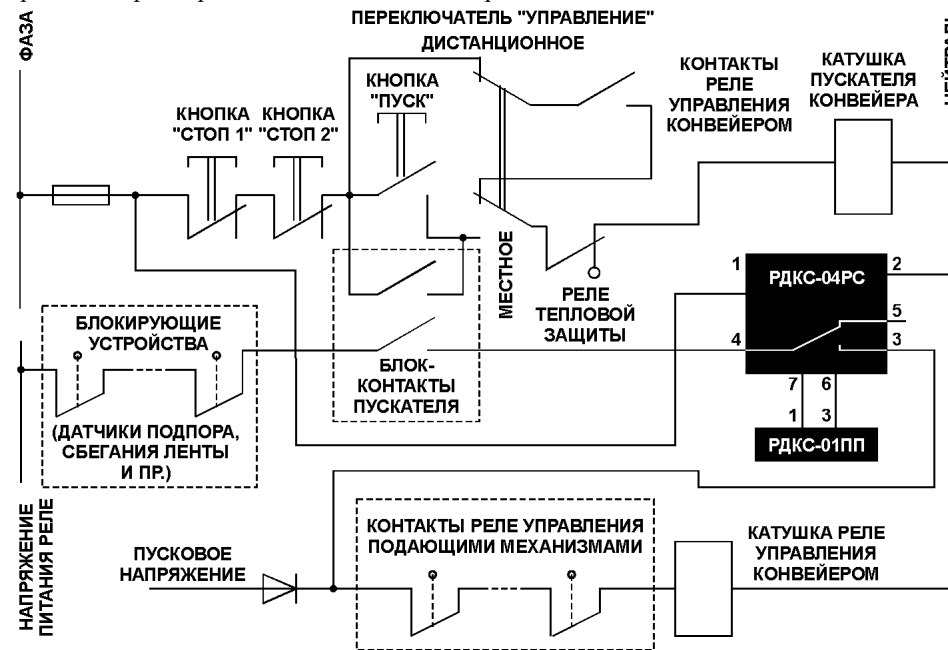 ФАЗА
ПЕРЕКЛЮЧАТЕЛЬ "УПРАВЛЕНИЕ"
ДИСТАНЦИОННОЕ
КНОПКА
"СТОП 1"
КНОПКА
"СТОП 2"
КНОПКА
"ПУСК"
КОНТАКТЫ
РЕЛЕ
УПРАВЛЕНИЯ
КОНВЕЙЕРОМ
КАТУШКА
ПУСКАТЕЛЯ
КОНВЕЙЕРА
МЕСТНОЕ
РЕЛЕ
ТЕПЛОВОЙ
ЗАЩИТЫ
1
РДКС-04РС
2
5
4
3
7
6
1
3
РДКС-01ПП
БЛОКИРУЮЩИЕ
УСТРОЙСТВА
(ДАТЧИКИ ПОДПОРА,
СБЕГАНИЯ ЛЕНТЫ
И ПР.)
БЛОК-
КОНТАКТЫ
ПУСКАТЕЛЯ
НАПРЯЖЕНИЕ
ПИТАНИЯ РЕЛЕ
ПУСКОВОЕ
НАПРЯЖЕНИЕ
КОНТАКТЫ РЕЛЕ УПРАВЛЕНИЯ
ПОДАЮЩИМИ МЕХАНИЗМАМИ
КАТУШКА РЕЛЕ
УПРАВЛЕНИЯ
КОНВЕЙЕРОМ